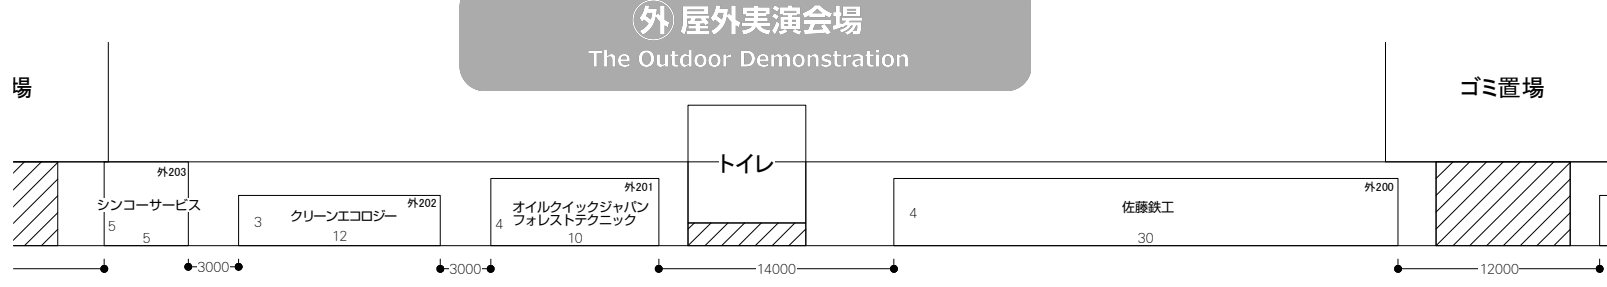 外 屋外実演会場
The Outdoor Demonstration
場
ゴミ置場
トイレ
外203
シンコーサービス
5
5
外202
クリーンエコロジー
3
12
外201
オイルクイックジャパン
フォレストテクニック
4
10
外200
佐藤鉄工
4
30
3000
3000
14000
12000